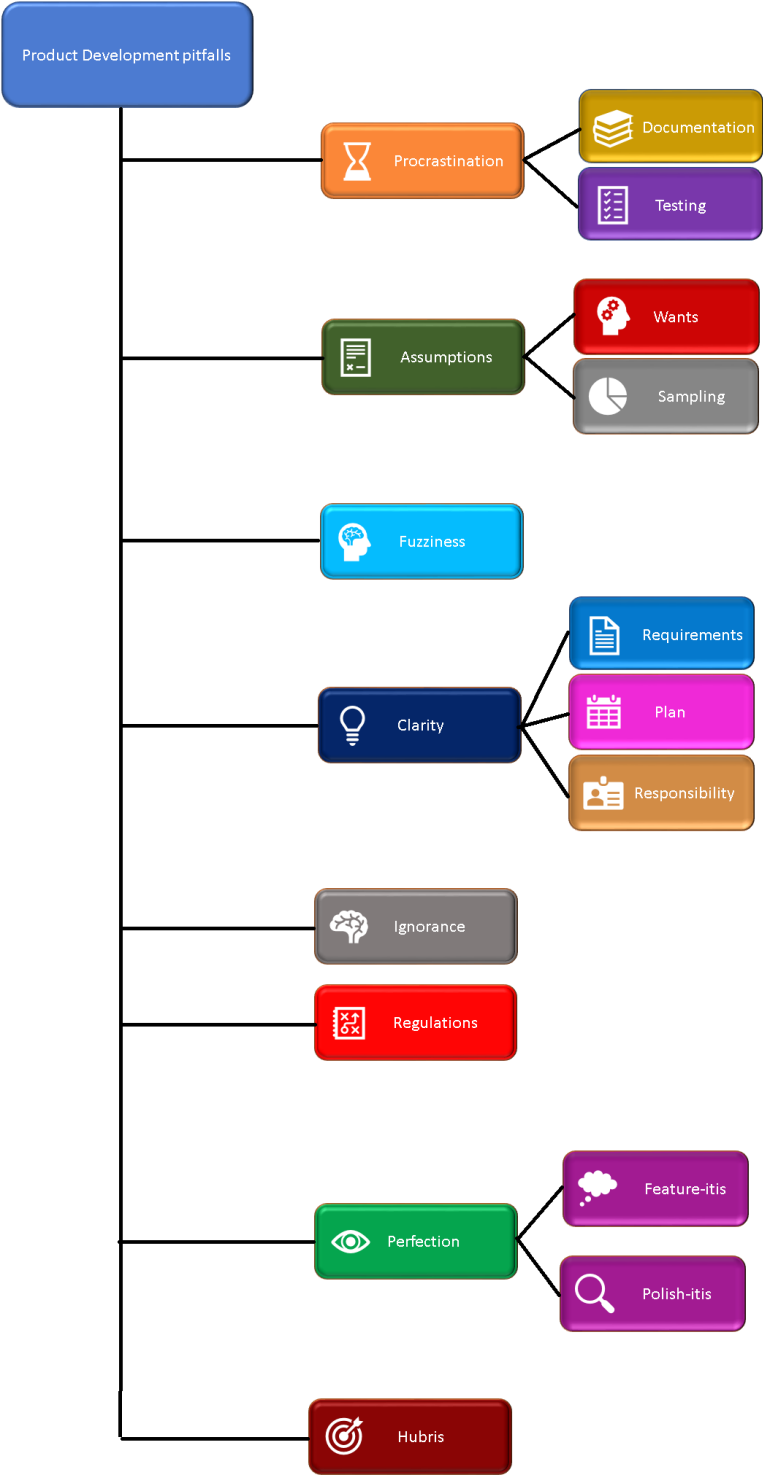 Product Development pitfalls
Procrastination
Documentation
Testing
Assumptions
Wants
Sampling
Fuzziness
Clarity
Requirements
Plan
Responsibility
Ignorance
Regulations
Perfection
Feature-itis
Polish-itis
Hubris